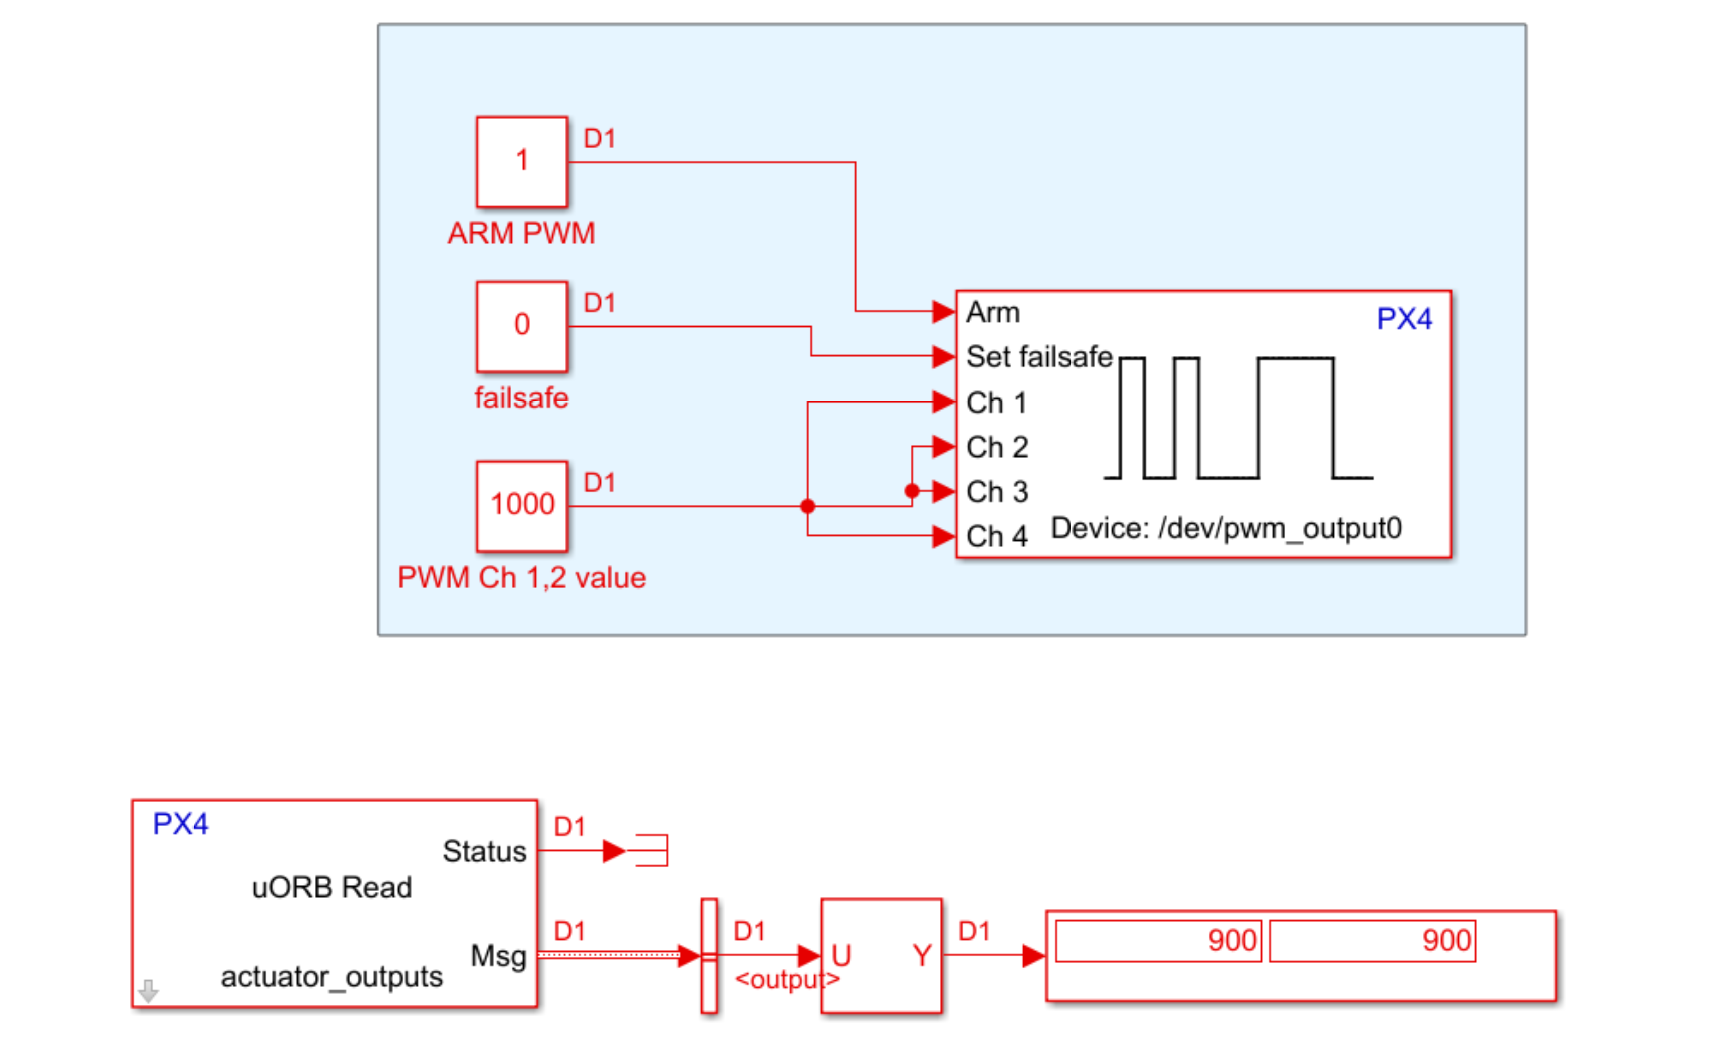 1
D1
ARM PWM
0
D1
failsafe
1000
D1
PWM Ch 1,2 value
Arm
PX4
Set failsafe
Ch 1
Ch 2
Ch 3
Ch 4
Device: /dev/pwm_output0
PX4
Status
D1
uORB Read
Msg
D1
actuator_outputs
D1
<output>
U
Y
D1
900
900